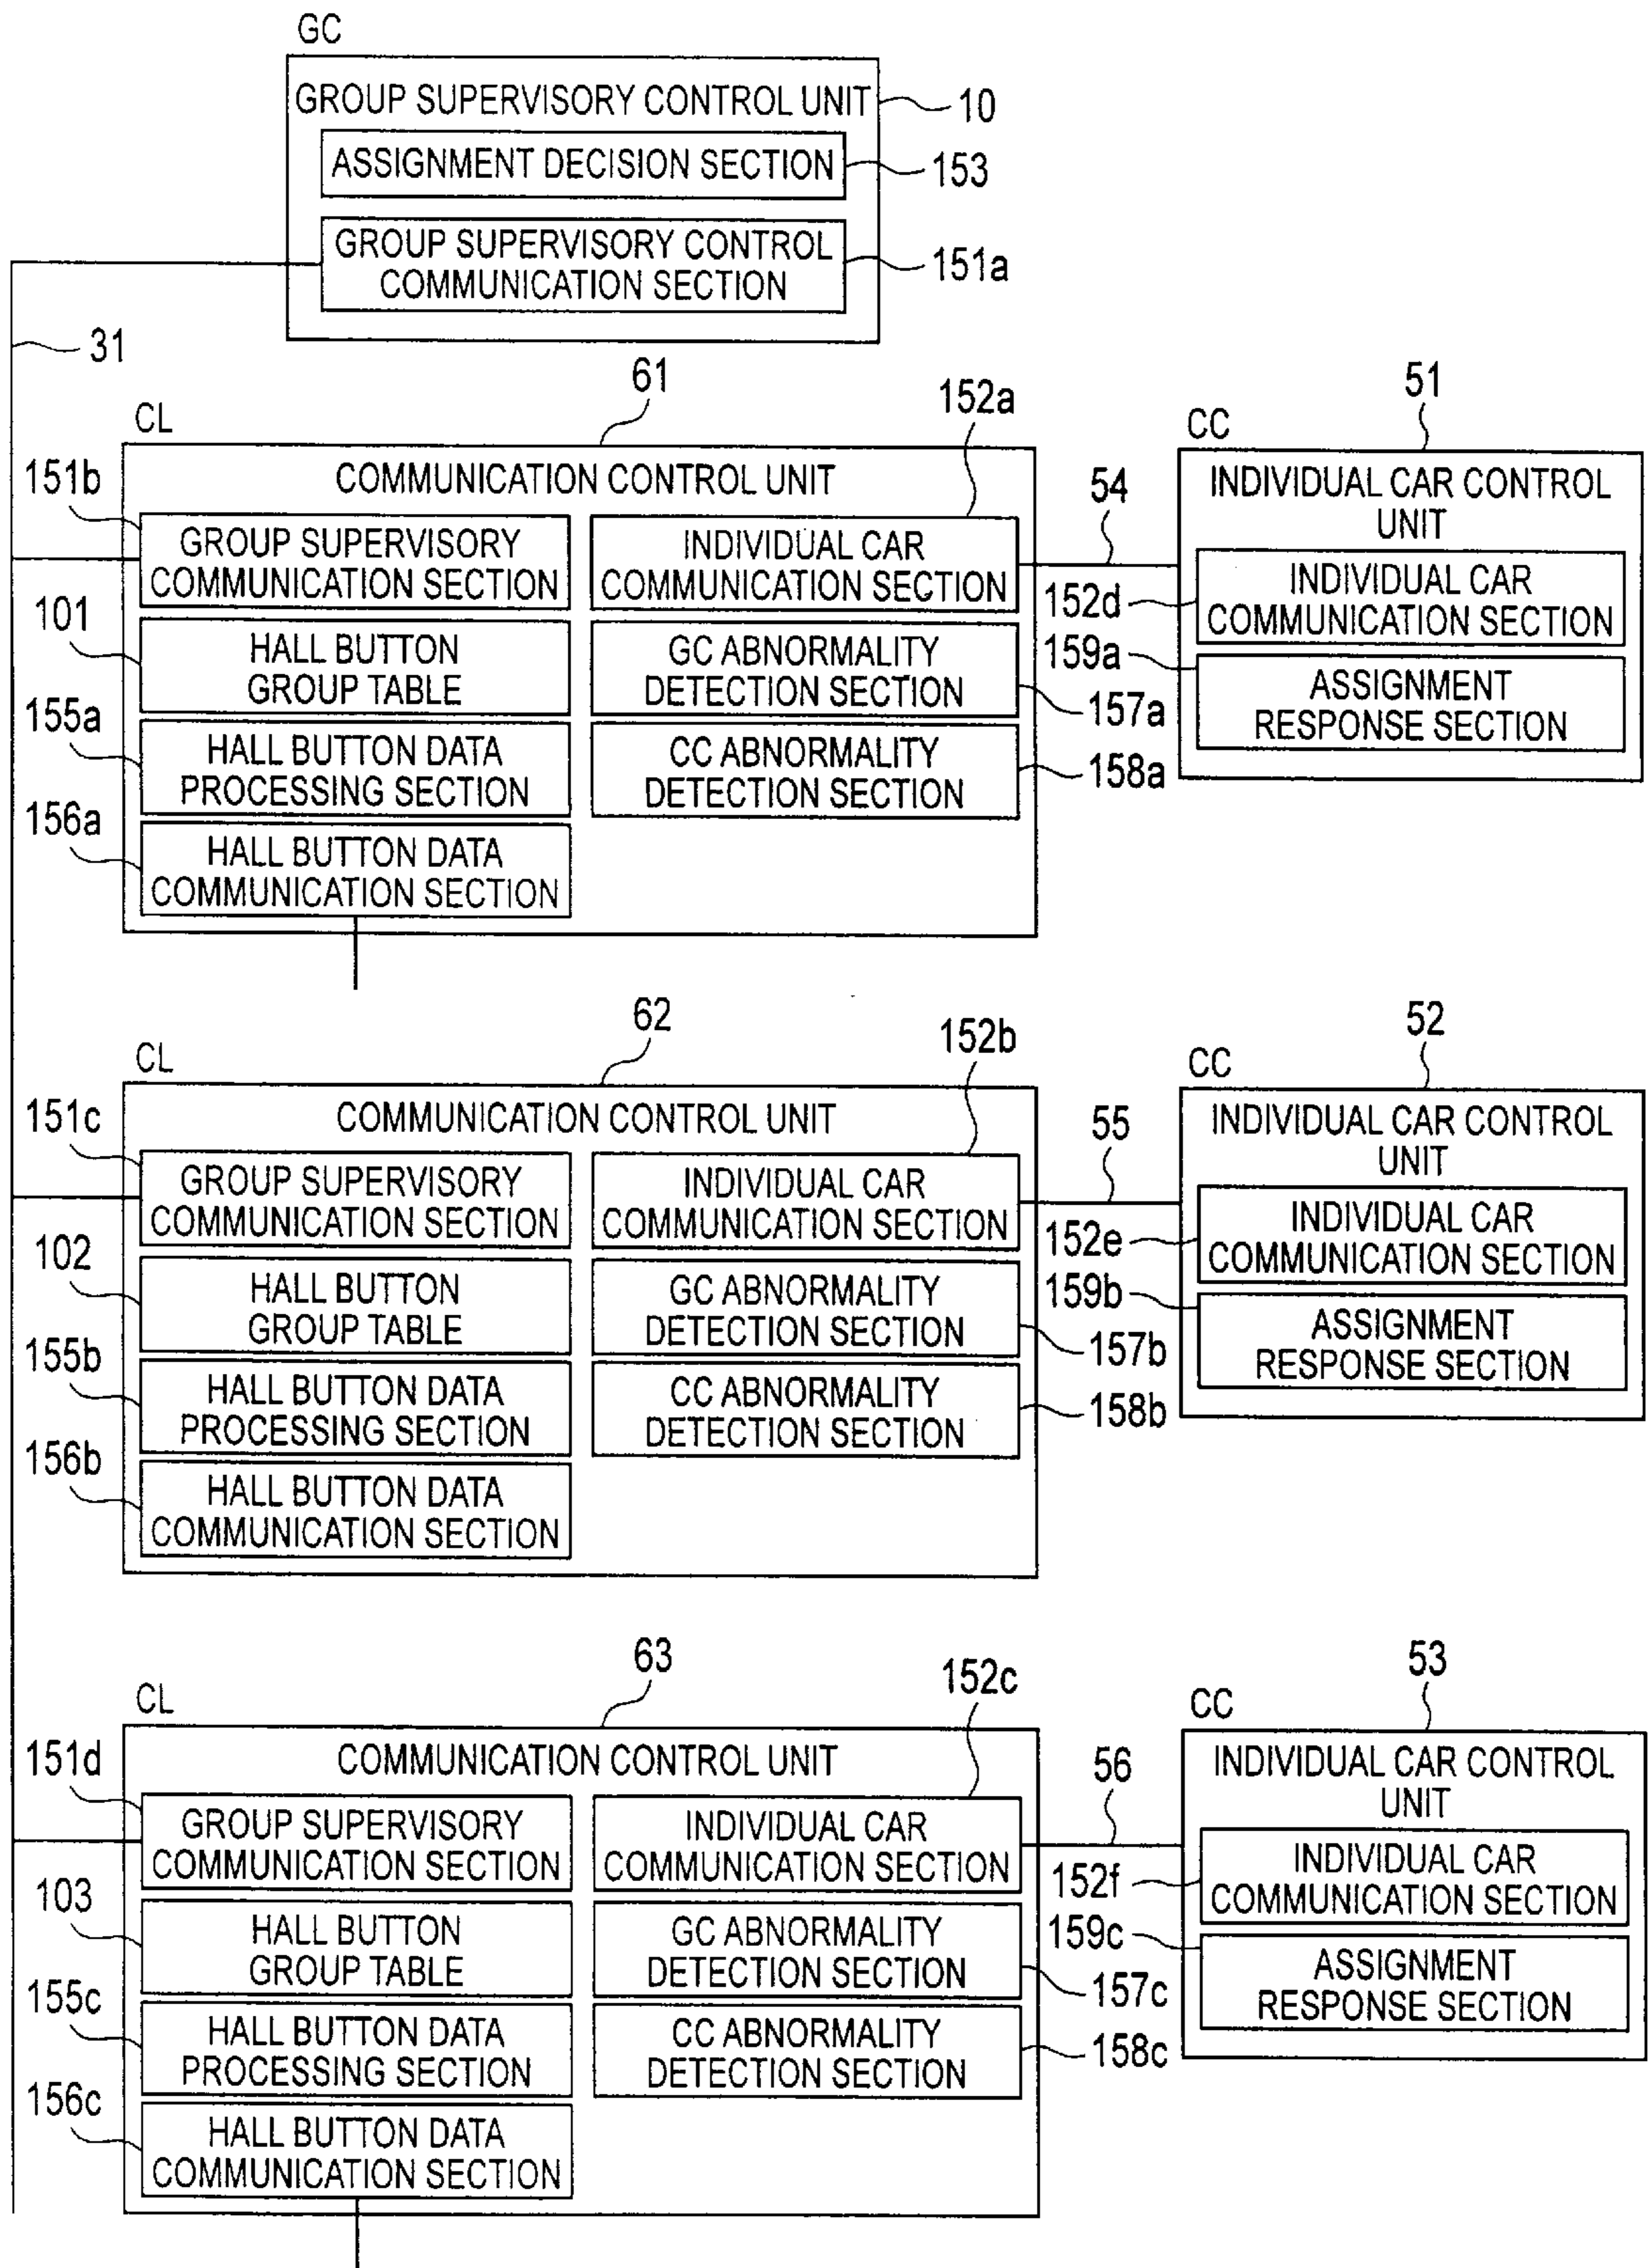 GC
GROUP SUPERVISORY CONTROL UNIT
10
ASSIGNMENT DECISION SECTION
153
GROUP SUPERVISORY CONTROL
COMMUNICATION SECTION
151a
31
CL
61
152a
COMMUNICATION CONTROL UNIT
151b
GROUP SUPERVISORY
COMMUNICATION SECTION
INDIVIDUAL CAR
COMMUNICATION SECTION
101
HALL BUTTON
GROUP TABLE
GC ABNORMALITY
DETECTION SECTION
157a
155a
HALL BUTTON DATA
PROCESSING SECTION
CC ABNORMALITY
DETECTION SECTION
158a
156a
HALL BUTTON DATA
COMMUNICATION SECTION
54
CC
51
INDIVIDUAL CAR CONTROL
UNIT
152d
INDIVIDUAL CAR
COMMUNICATION SECTION
159a
ASSIGNMENT
RESPONSE SECTION
CL
62
152b
COMMUNICATION CONTROL UNIT
151c
GROUP SUPERVISORY
COMMUNICATION SECTION
INDIVIDUAL CAR
COMMUNICATION SECTION
102
HALL BUTTON
GROUP TABLE
GC ABNORMALITY
DETECTION SECTION
157b
155b
HALL BUTTON DATA
PROCESSING SECTION
CC ABNORMALITY
DETECTION SECTION
158b
156b
HALL BUTTON DATA
COMMUNICATION SECTION
55
CC
52
INDIVIDUAL CAR CONTROL
UNIT
152e
INDIVIDUAL CAR
COMMUNICATION SECTION
159b
ASSIGNMENT
RESPONSE SECTION
CL
63
152c
COMMUNICATION CONTROL UNIT
151d
GROUP SUPERVISORY
COMMUNICATION SECTION
INDIVIDUAL CAR
COMMUNICATION SECTION
103
HALL BUTTON
GROUP TABLE
GC ABNORMALITY
DETECTION SECTION
157c
155c
HALL BUTTON DATA
PROCESSING SECTION
CC ABNORMALITY
DETECTION SECTION
158c
156c
HALL BUTTON DATA
COMMUNICATION SECTION
56
CC
53
INDIVIDUAL CAR CONTROL
UNIT
152f
INDIVIDUAL CAR
COMMUNICATION SECTION
159c
ASSIGNMENT
RESPONSE SECTION